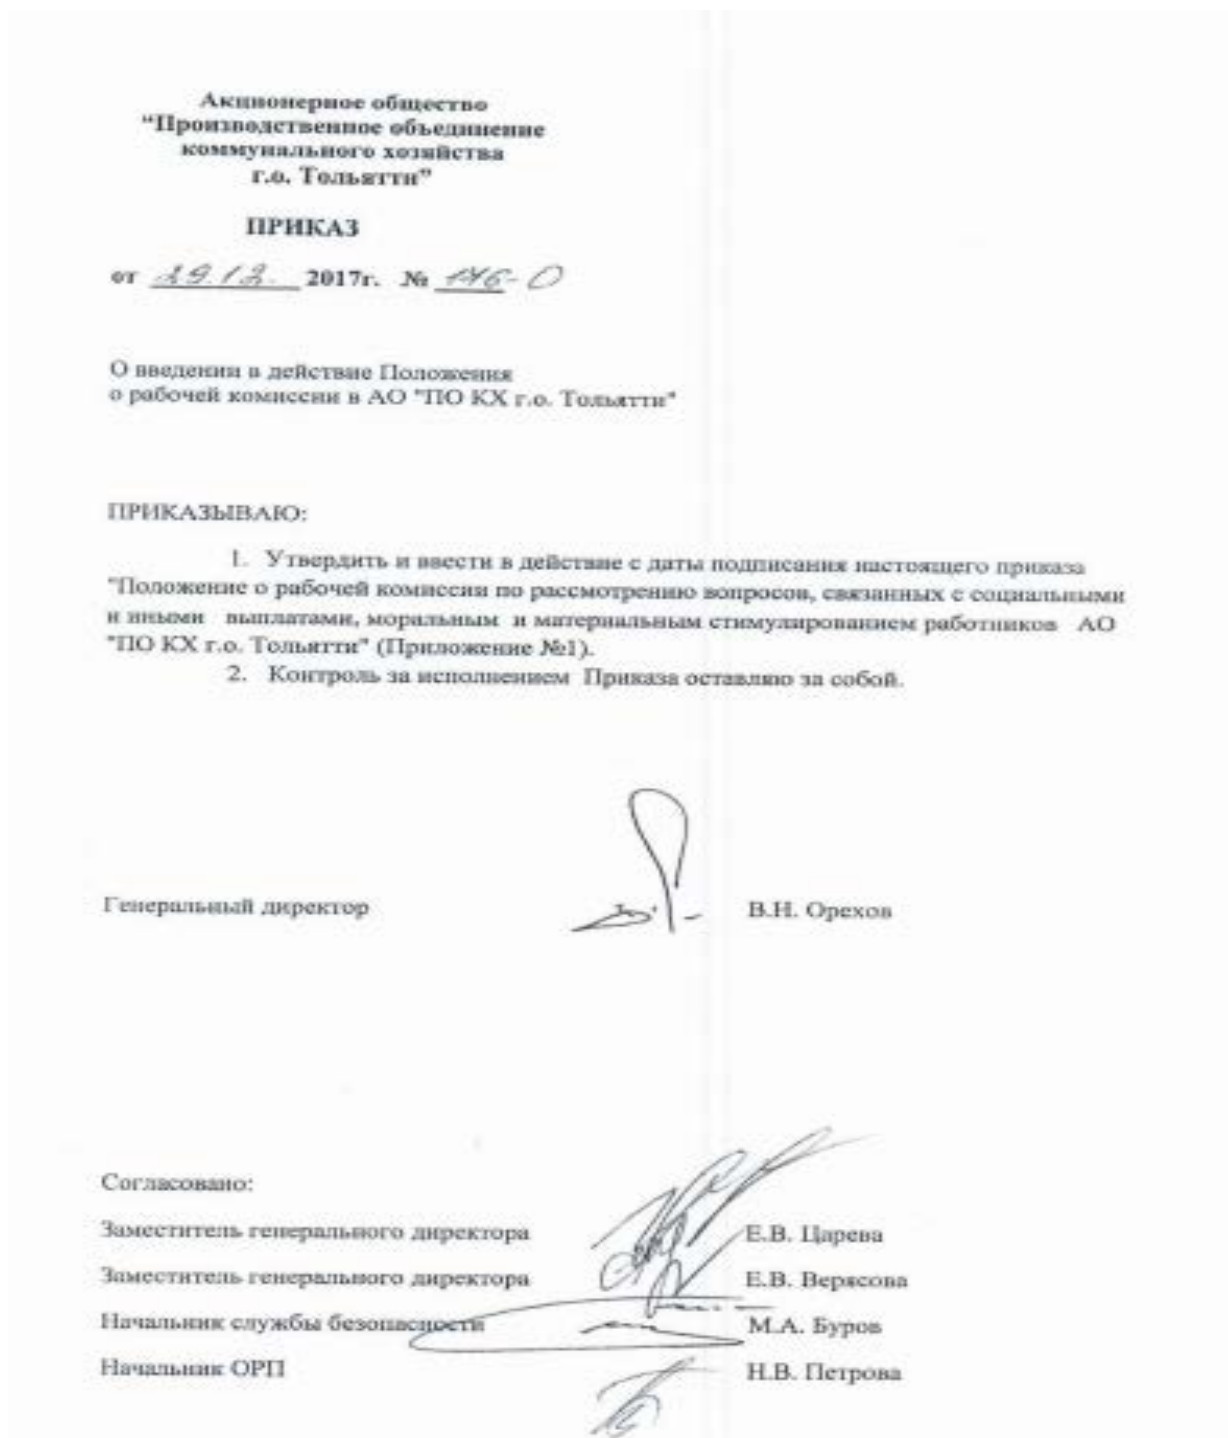 Акционерное общество
“Производственное объединение
коммунального хозяйства
г.о. Тольятти”
ПРИКАЗ
от 29.12. 2017г. № 176-О
О введении в действие Положения
о рабочей комиссии в АО "ПО КХ г.о. Тольятти"
ПРИКАЗЫВАЮ:
1. Утвердить и ввести в действие с даты подписания настоящего приказа
"Положение о рабочей комиссии по рассмотрению вопросов, связанных с социальными
и иными выплатами, моральным и материальным стимулированием работников АО
"ПО КХ г.о. Тольятти" (Приложение №1).
2. Контроль за исполнением Приказа оставляю за собой.
Генеральный директор В.Н. Орехов
Согласовано:
Заместитель генерального директора Е.В. Царева
Заместитель генерального директора Е.В. Верясова
Начальник службы безопасности М.А. Буров
Начальник ОРП Н.В. Петрова